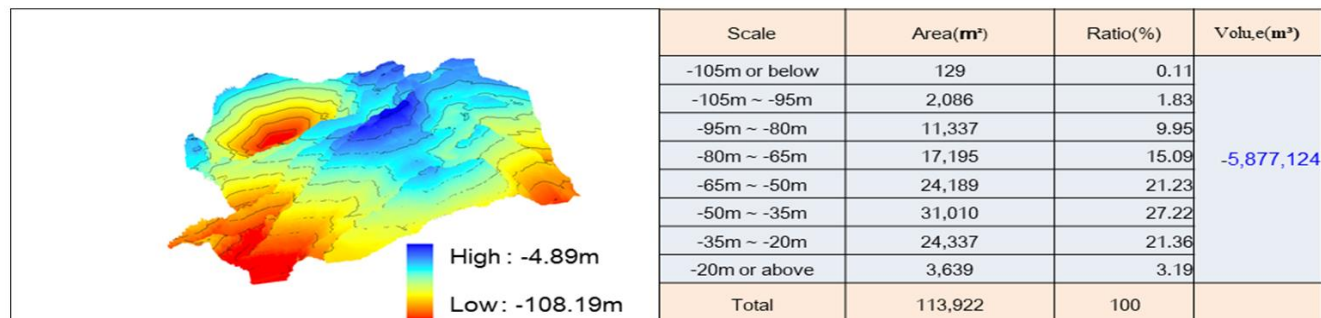 High : -4.89m
Low: -108.19m
Scale Area(m²) Ratio(%) Volu,e(m³)
-105m or below 129 0.11
-105m ~ -95m 2,086 1.83
-95m ~ -80m 11,337 9.95
-80m ~ -65m 17,195 15.09
-5,877,124
-65m ~ -50m 24,189 21.23
-50m ~ -35m 31,010 27.22
-35m ~ -20m 24,337 21.36
-20m or above 3,639 3.19
Total 113,922 100